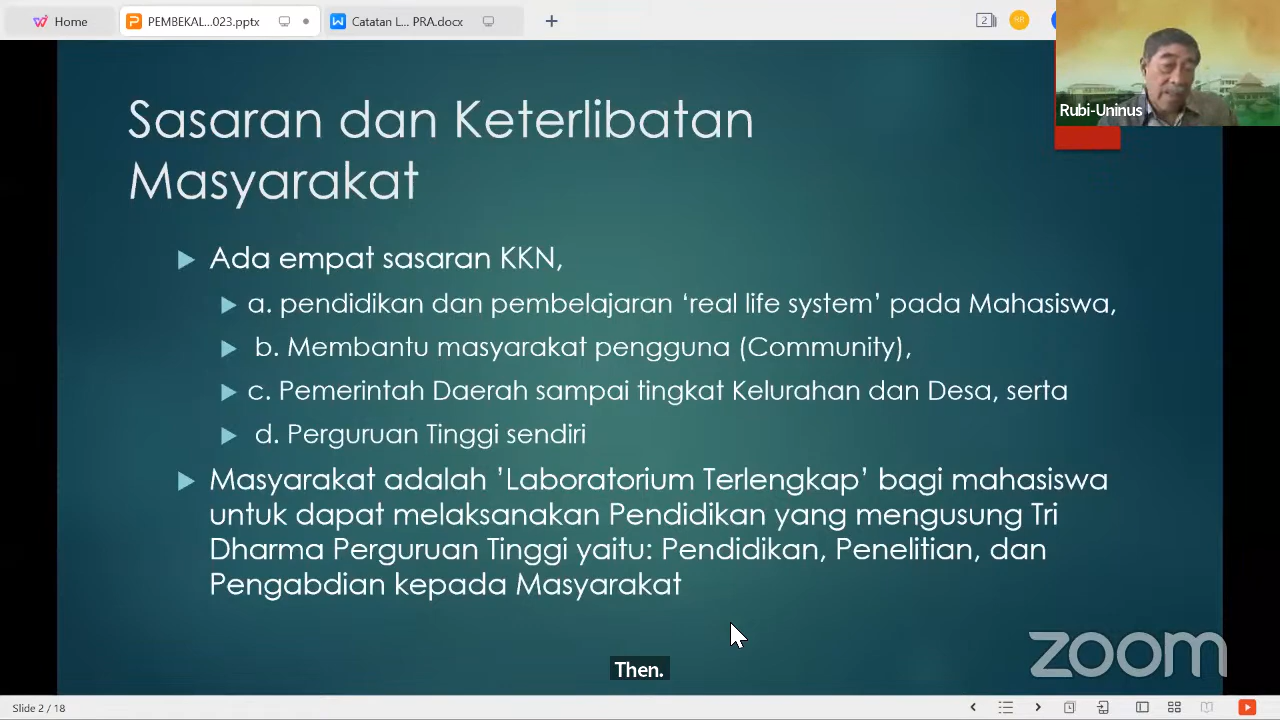 Home
PEMBEKAL...023.pptx
Catatan L... PRA.docx
2
RR
Rubi-Uninus
Sasaran dan Keterlibatan
Masyarakat
Ada empat sasaran KKN,
a. pendidikan dan pembelajaran ‘real life system’ pada Mahasiswa,
b. Membantu masyarakat pengguna (Community),
c. Pemerintah Daerah sampai tingkat Kelurahan dan Desa, serta
d. Perguruan Tinggi sendiri
Masyarakat adalah ’Laboratorium Terlengkap’ bagi mahasiswa
untuk dapat melaksanakan Pendidikan yang mengusung Tri
Dharma Perguruan Tinggi yaitu: Pendidikan, Penelitian, dan
Pengabdian kepada Masyarakat
zoom
Then.
Slide 2 / 18